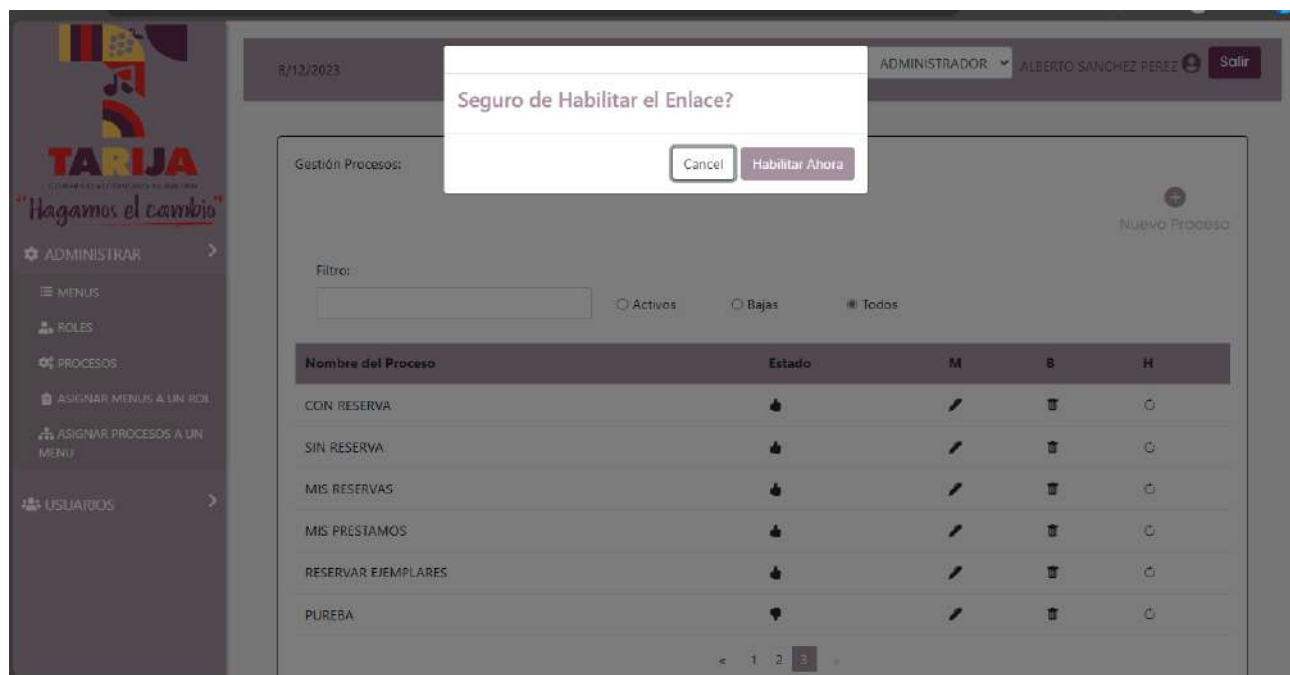 TARIJA
"Hagamos el cambio"
ADMINISTRAR
MENUS
ROLES
PROCESOS
ASIGNAR MENUS A UN ROL
ASIGNAR PROCESOS A UN
MENU
USUARIOS
8/12/2023
ADMINISTRADOR
ALBERTO SANCHEZ PEREZ
Salir
Seguro de Habilitar el Enlace?
Cancel Habilitar Ahora
Gestión Procesos:
Nuevo Proceso
Filtro:
Activos Bajas Todos
Nombre del Proceso Estado M B H
CON RESERVA
SIN RESERVA
MIS RESERVAS
MIS PRESTAMOS
RESERVAR EJEMPLARES
PUREBA
« 1 2 3 »